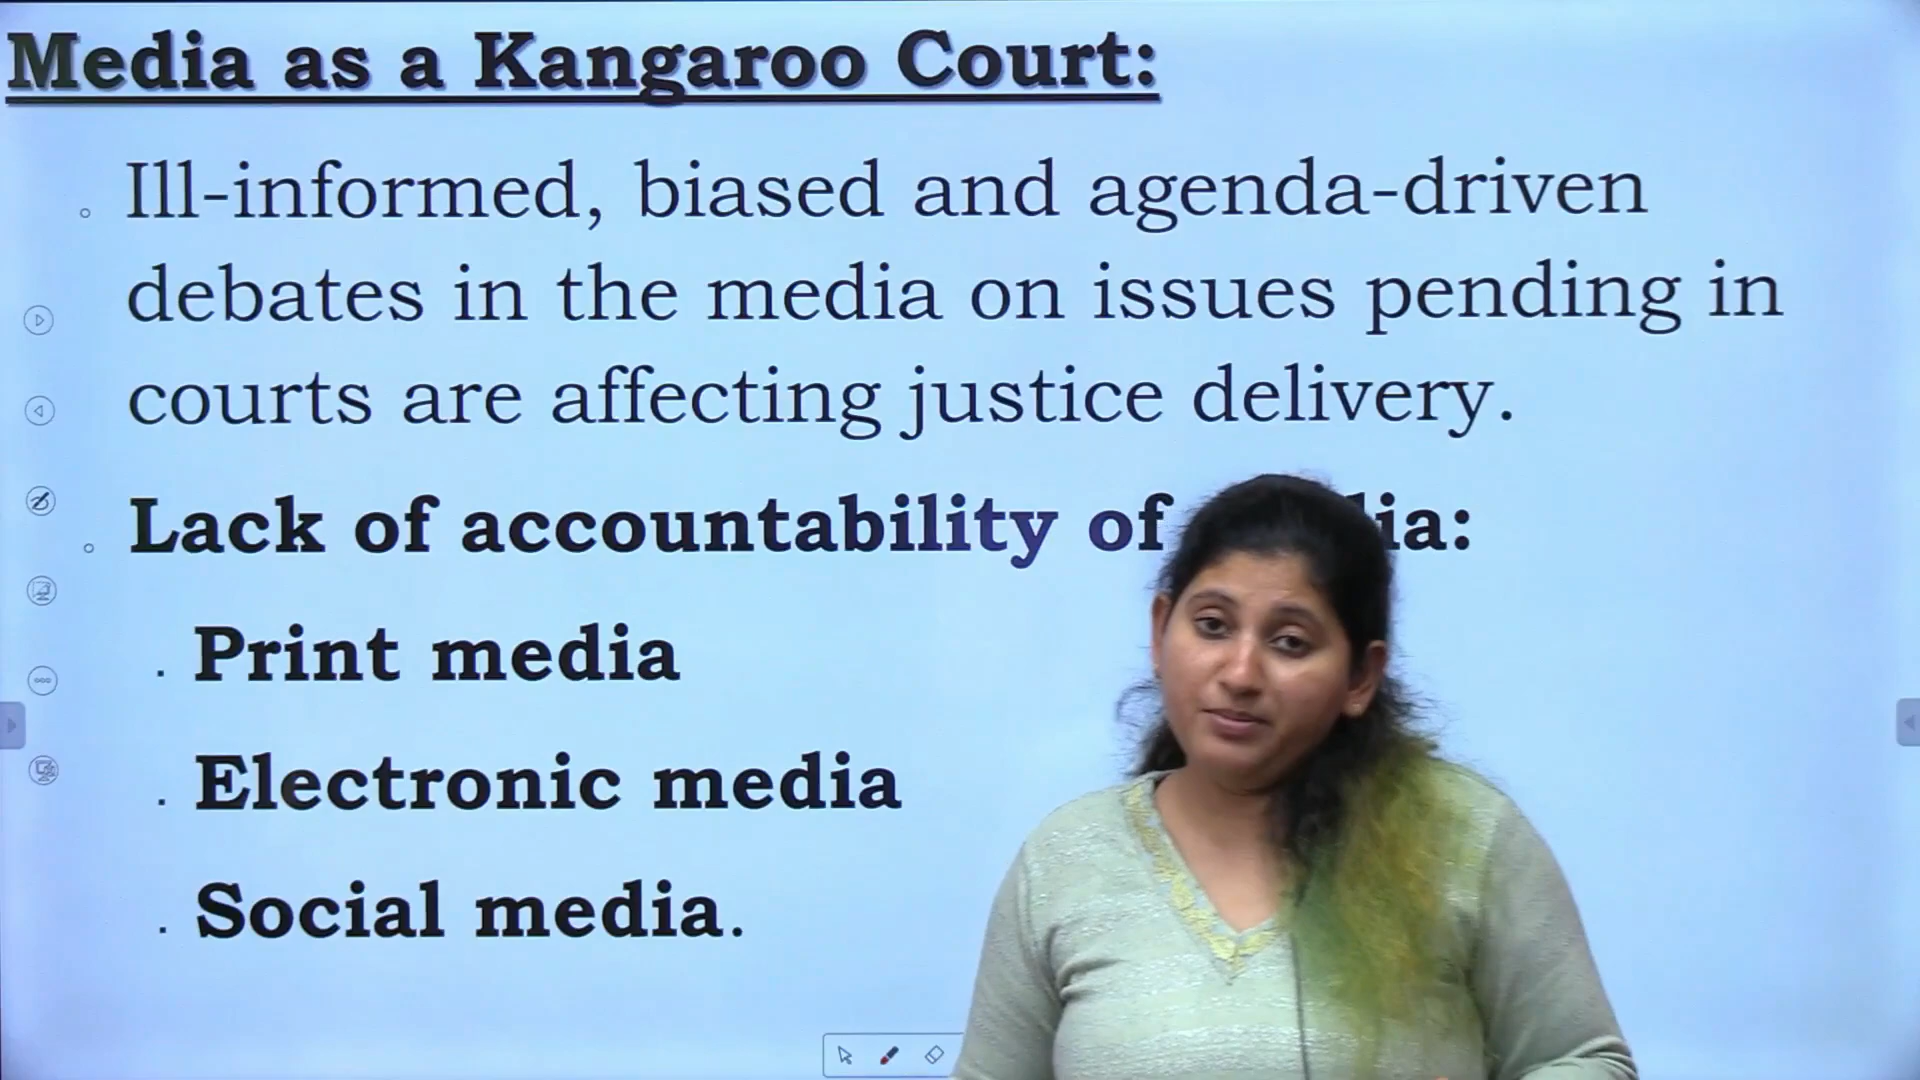 Media as a Kangaroo Court:
Ill-informed, biased and agenda-driven
debates in the media on issues pending in
courts are affecting justice delivery.
Lack of accountability of
Print media
Electronic media
Social media.